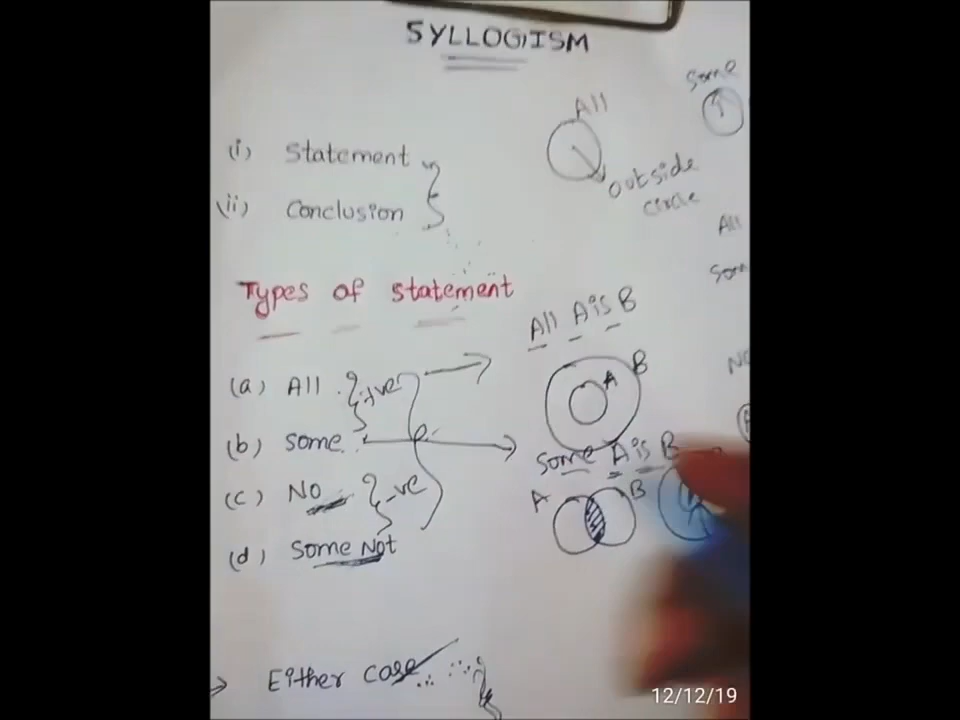 SYLLOGISM
Some
All
(i) Statement
outside
circle
(ii) Conclusion
All
Types of statement
All A is B
(a) All +ve
B
A
(b) some
Some A is B
(c) NO -ve
A B
(d) Some Not
Either case
12/12/19